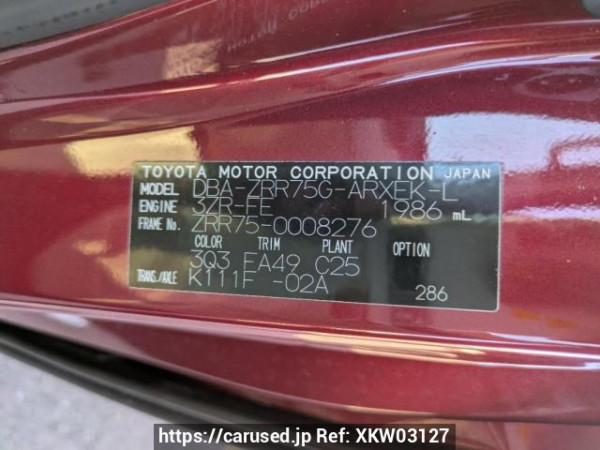 TOYOTA MOTOR CORPORATION JAPAN
MODEL DBA-ZRR75G-ARXEK-L
ENGINE 3ZR-FE 1986 mL
FRAME NO. ZRR75-0008276
COLOR TRIM PLANT OPTION
3Q3 FA49 C25
TRANS./AXLE K111F -02A
286
https://carused.jp Ref: XKW03127